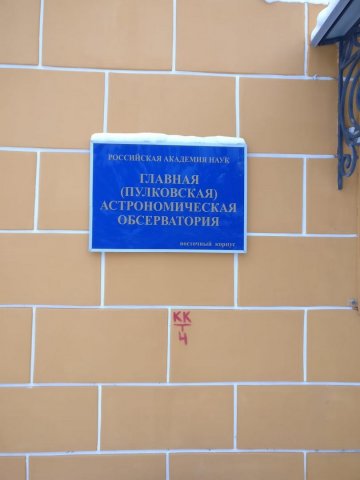 РОССИЙСКАЯ АКАДЕМИЯ НАУК
ГЛАВНАЯ
(ПУЛКОВСКАЯ)
АСТРОНОМИЧЕСКАЯ
ОБСЕРВАТОРИЯ
восточный корпус
КК
4